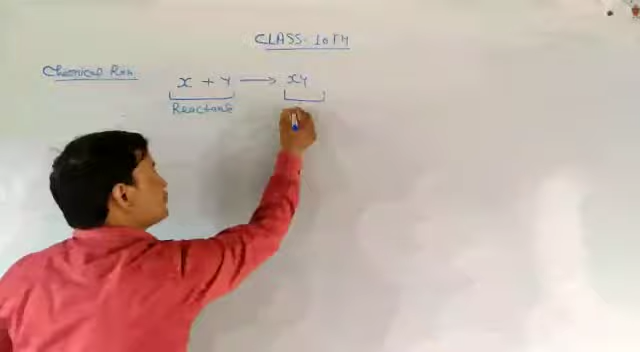 CLASS-10TH
Chemical Rxn.
x + y → xy
Reactant